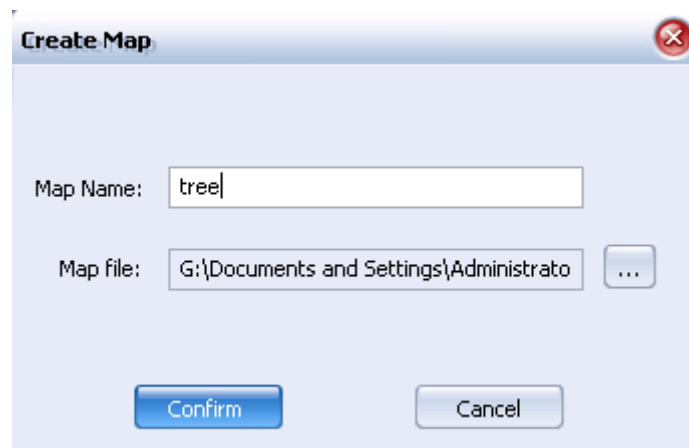 Create Map
Map Name: tree
Map file: G:\Documents and Settings\Administrato ...
Confirm Cancel